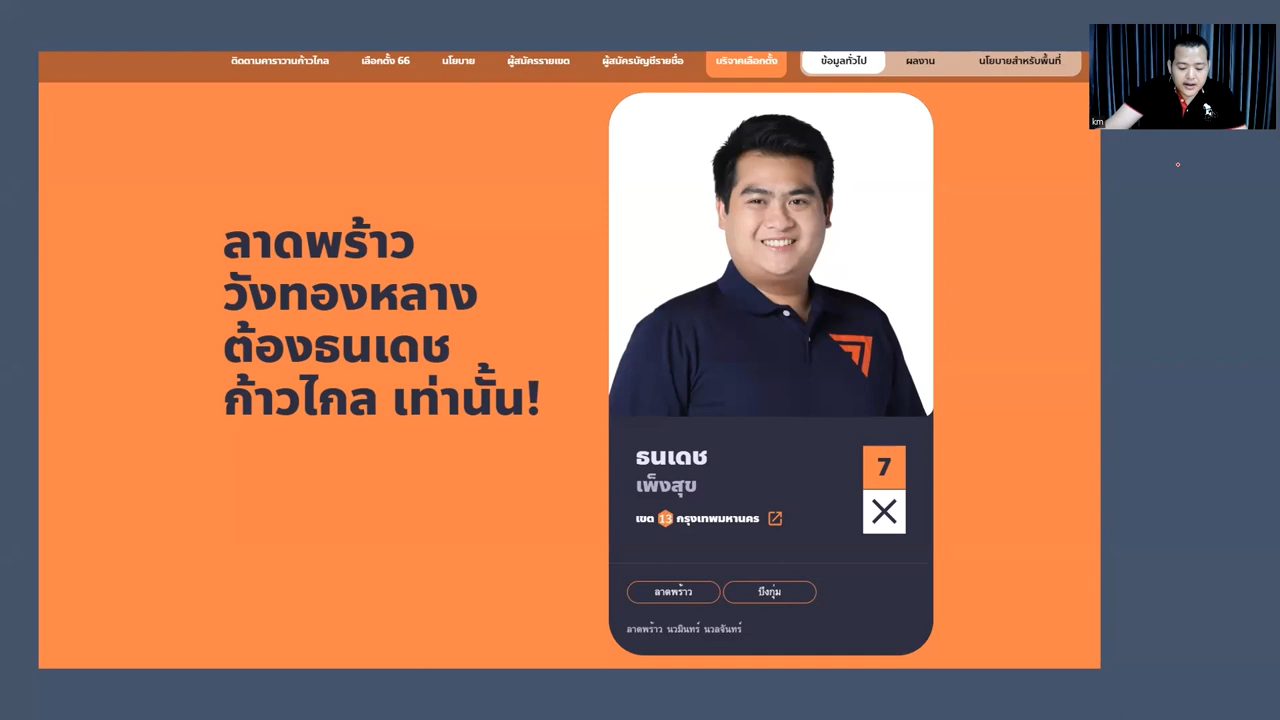 ติดตามคาราวานก้าวไกล เลือกตั้ง 66 นโยบาย ผู้สมัครรายเขต ผู้สมัครบัญชีรายชื่อ บริจาคเลือกตั้ง ข้อมูลทั่วไป ผลงาน นโยบายสำหรับพื้นที่
km
ลาดพร้าว
วังทองหลาง
ต้องธนเดช
ก้าวไกล เท่านั้น!
ธนเดช
เพ็งสุข
7
เขต 13 กรุงเทพมหานคร
ลาดพร้าว บึงกุ่ม
ลาดพร้าว นวมินทร์ นวลจันทร์